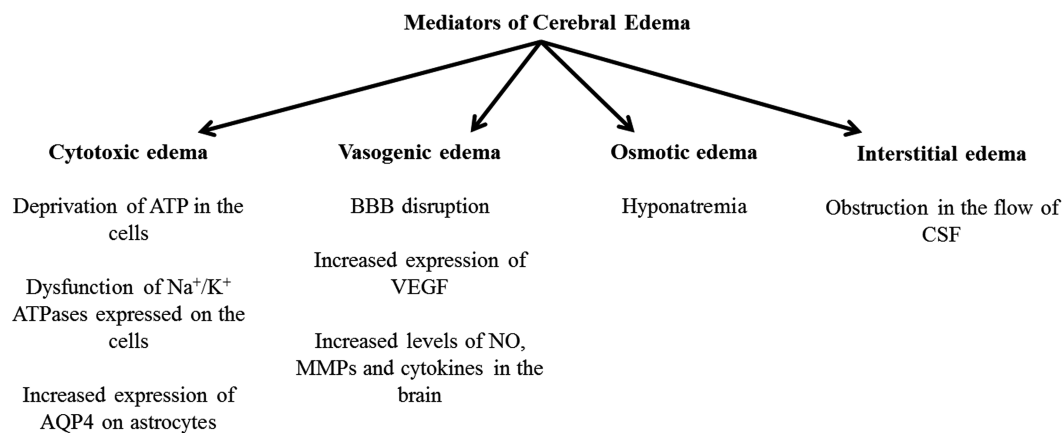 Mediators of Cerebral Edema
Cytotoxic edema
Deprivation of ATP in the
cells
Dysfunction of Na⁺/K⁺
ATPases expressed on the
cells
Increased expression of
AQP4 on astrocytes
Vasogenic edema
BBB disruption
Increased expression of
VEGF
Increased levels of NO,
MMPs and cytokines in the
brain
Osmotic edema
Hyponatremia
Interstitial edema
Obstruction in the flow of
CSF